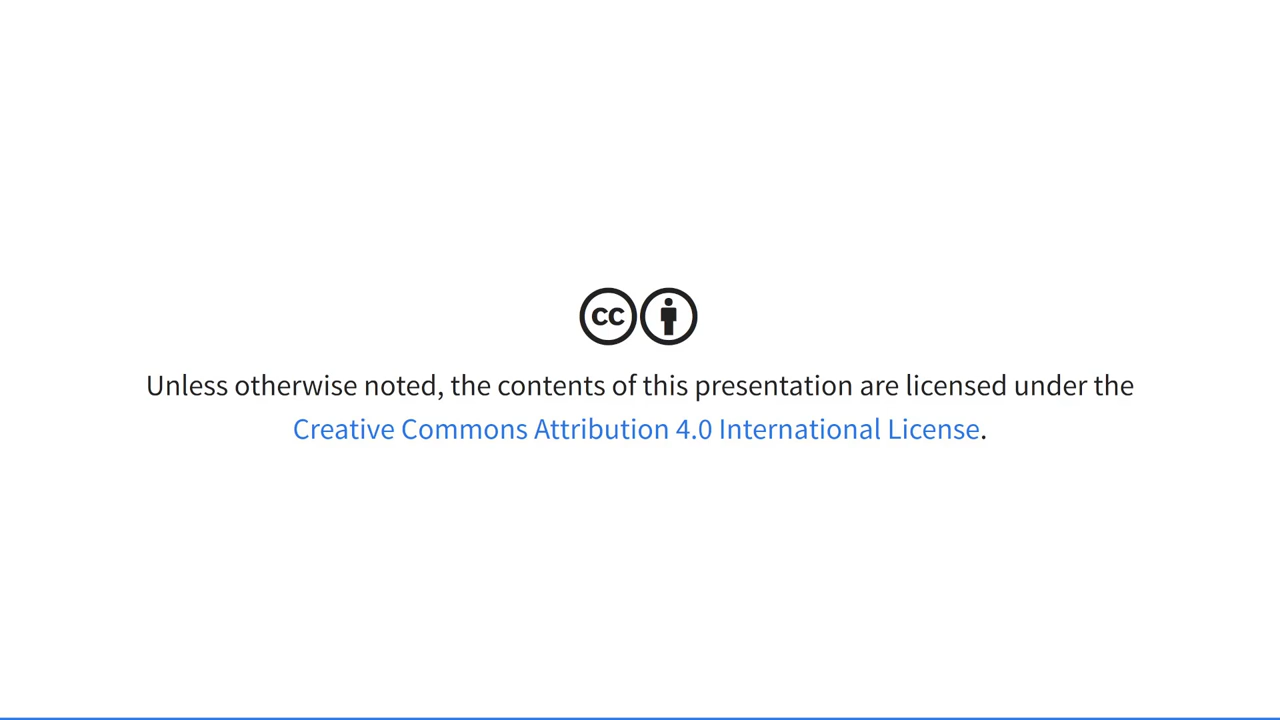 cc
Unless otherwise noted, the contents of this presentation are licensed under the
Creative Commons Attribution 4.0 International License.